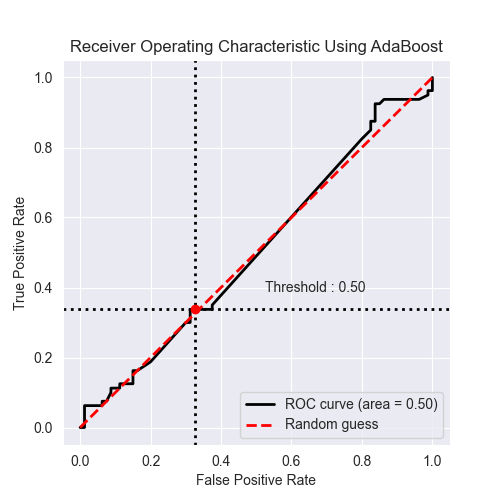 Receiver Operating Characteristic Using AdaBoost
1.0
0.8
0.6
0.4
0.2
0.0
True Positive Rate
Threshold : 0.50
ROC curve (area = 0.50)
Random guess
0.0 0.2 0.4 0.6 0.8 1.0
False Positive Rate